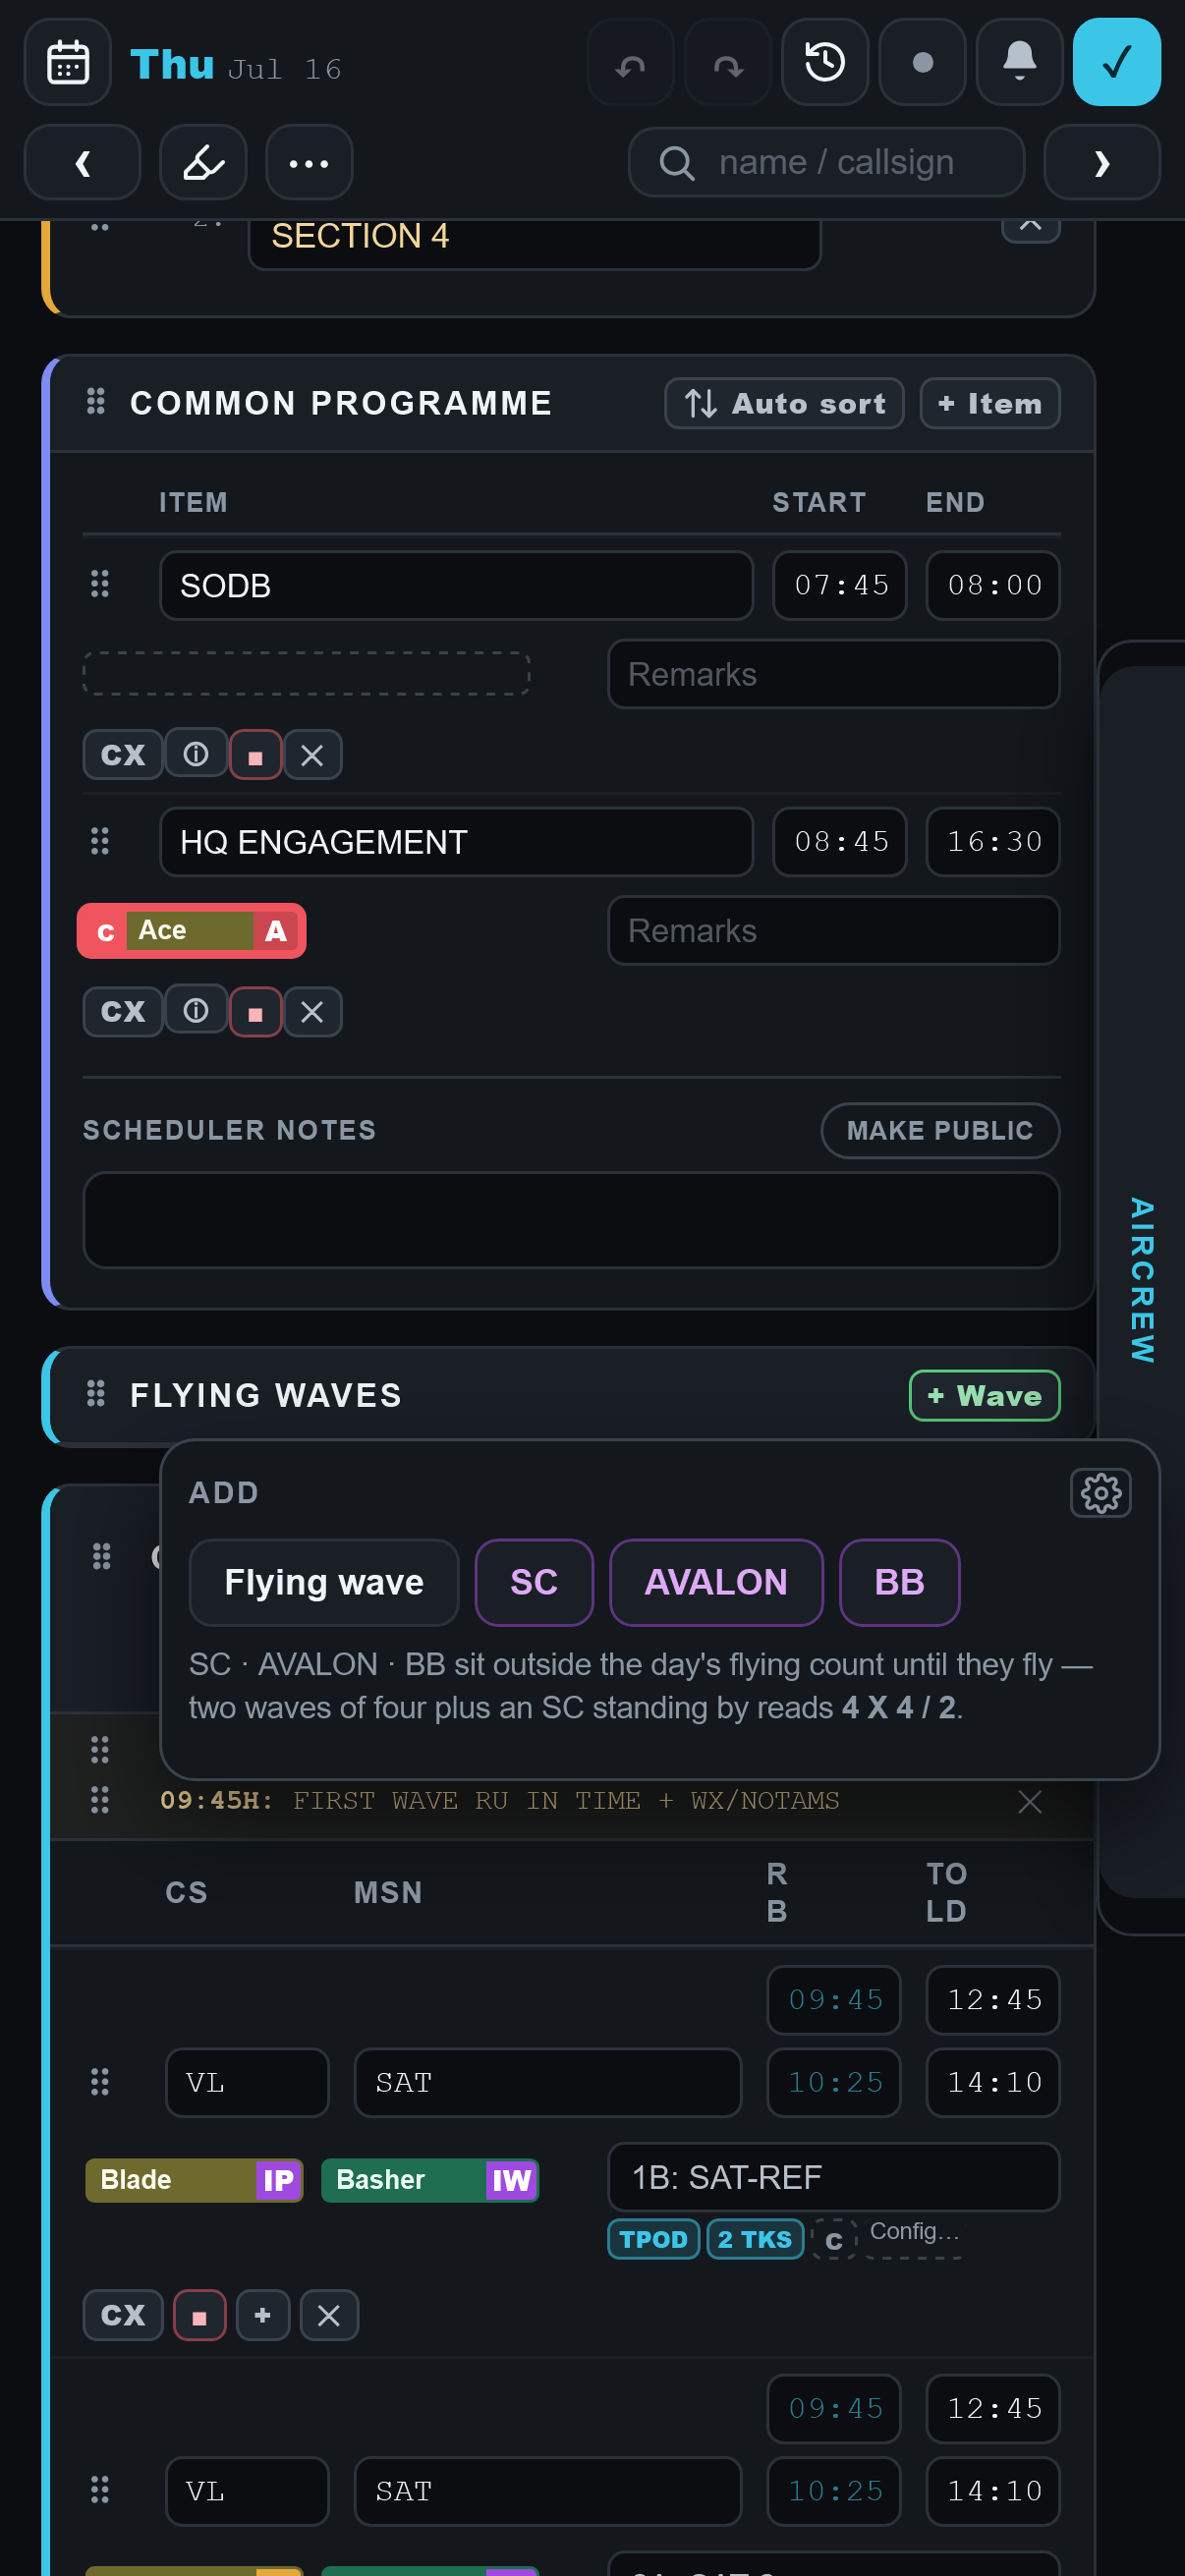 Thu Jul 16
name / callsign
2.
SECTION 4
COMMON PROGRAMME
Auto sort
+ Item
ITEM START END
SODB 07:45 08:00
Remarks
CX
HQ ENGAGEMENT 08:45 16:30
c Ace A
Remarks
CX
SCHEDULER NOTES
MAKE PUBLIC
AIRCREW
FLYING WAVES
+ Wave
ADD
Flying wave SC AVALON BB
SC · AVALON · BB sit outside the day's flying count until they fly —
two waves of four plus an SC standing by reads 4 X 4 / 2.
09:45H: FIRST WAVE RU IN TIME + WX/NOTAMS
CS MSN R TO
B LD
09:45 12:45
VL SAT 10:25 14:10
Blade IP Basher IW 1B: SAT-REF
TPOD 2 TKS C Config...
CX +
09:45 12:45
VL SAT 10:25 14:10